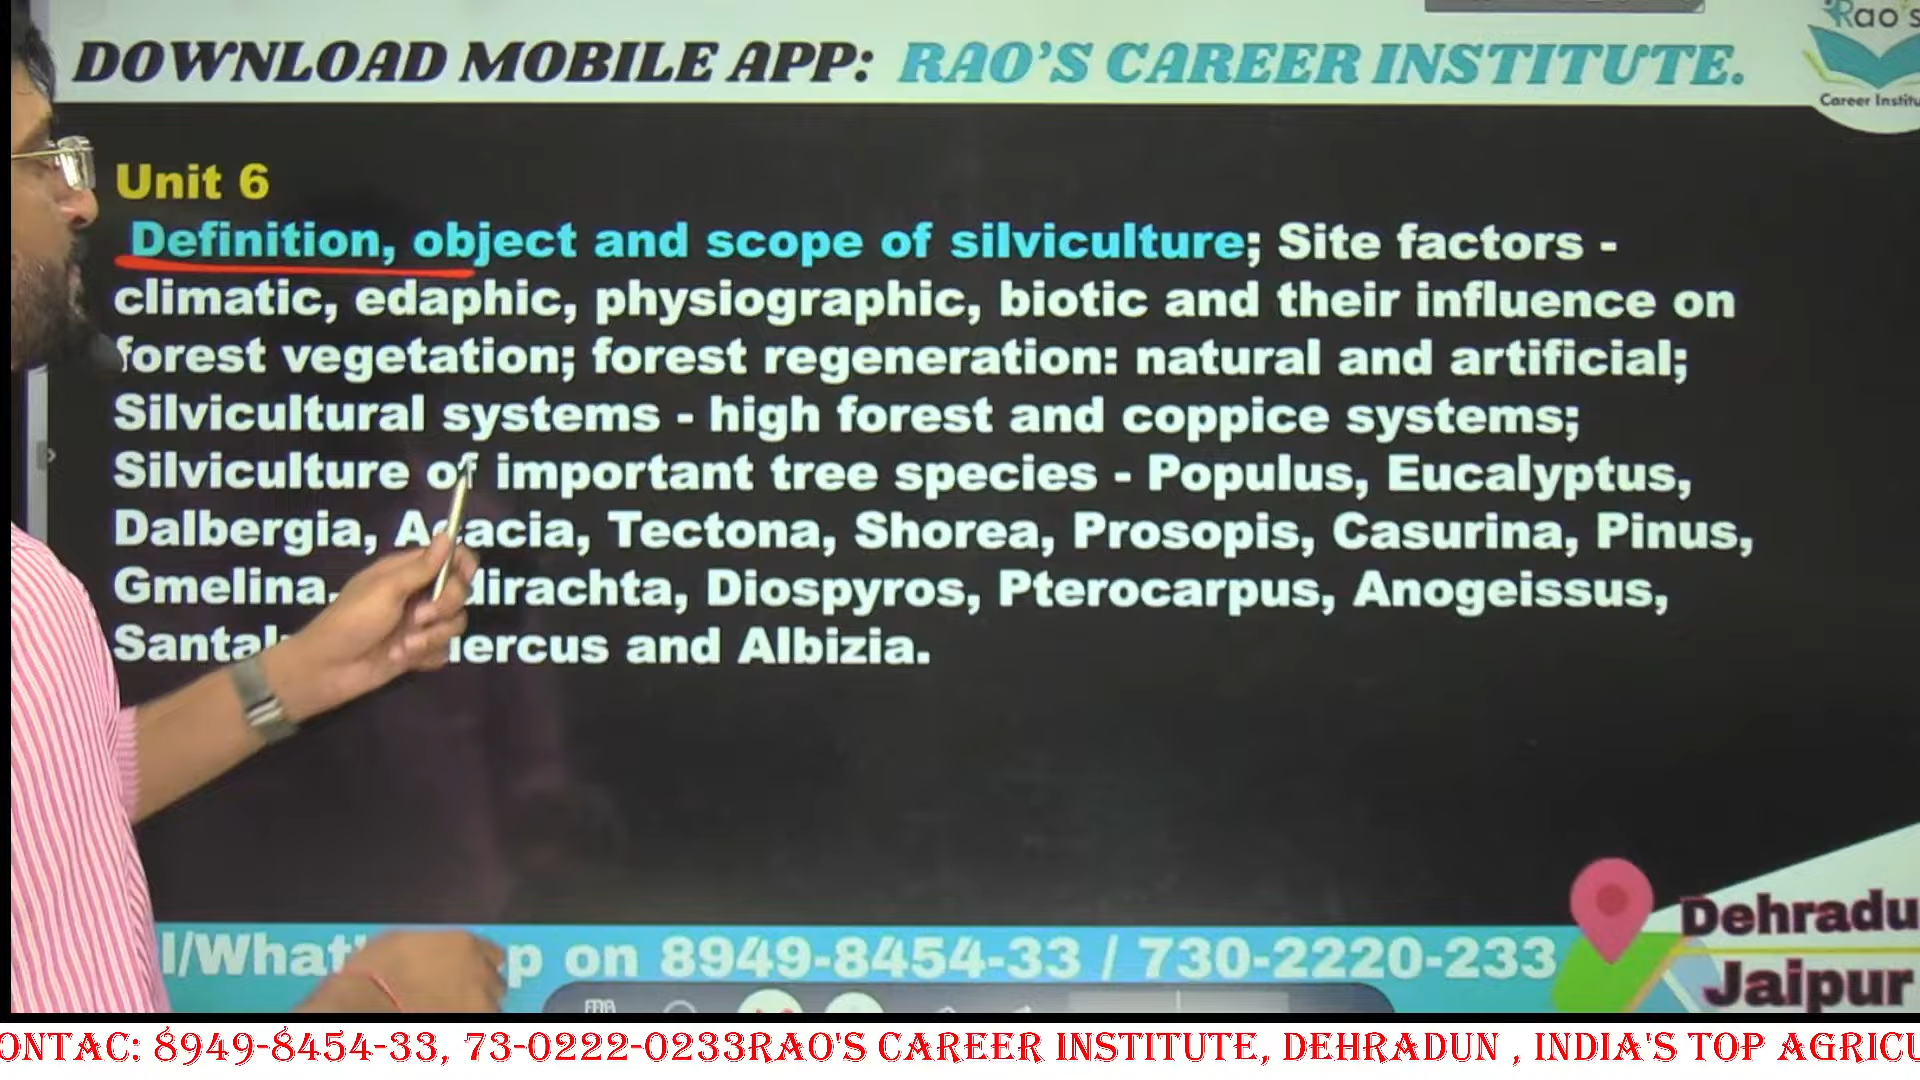 DOWNLOAD MOBILE APP: RAO'S CAREER INSTITUTE.
Rao's
Career
Unit 6
Definition, object and scope of silviculture; Site factors -
climatic, edaphic, physiographic, biotic and their influence on
forest vegetation; forest regeneration: natural and artificial;
Silvicultural systems - high forest and coppice systems;
Silviculture of important tree species - Populus, Eucalyptus,
Dalbergia, Acacia, Tectona, Shorea, Prosopis, Casurina, Pinus,
Gmelina, dirachta, Diospyros, Pterocarpus, Anogeissus,
Santal ercus and Albizia.
l/What p on 8949-8454-33 / 730-2220-233
Dehradu
Jaipur
ONTAC: 8949-8454-33, 73-0222-0233RAO'S CAREER INSTITUTE, DEHRADUN , INDIA'S TOP AGRICU